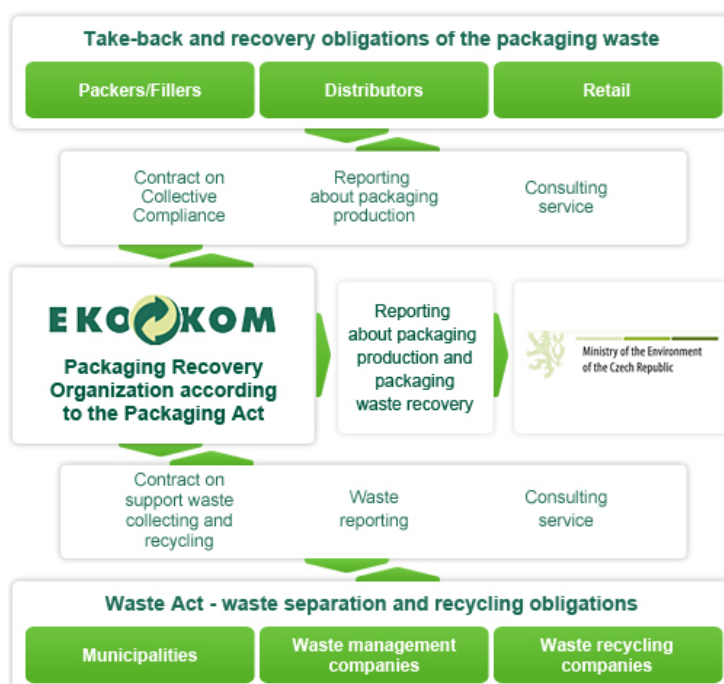 Take-back and recovery obligations of the packaging waste
Packers/Fillers
Distributors
Retail
Contract on
Collective
Compliance
Reporting
about packaging
production
Consulting
service
EKO KOM
Packaging Recovery
Organization according
to the Packaging Act
Reporting
about packaging
production and
packaging
waste recovery
Ministry of the Environment
of the Czech Republic
Contract on
support waste
collecting and
recycling
Waste
reporting
Consulting
service
Waste Act - waste separation and recycling obligations
Municipalities
Waste management
companies
Waste recycling
companies